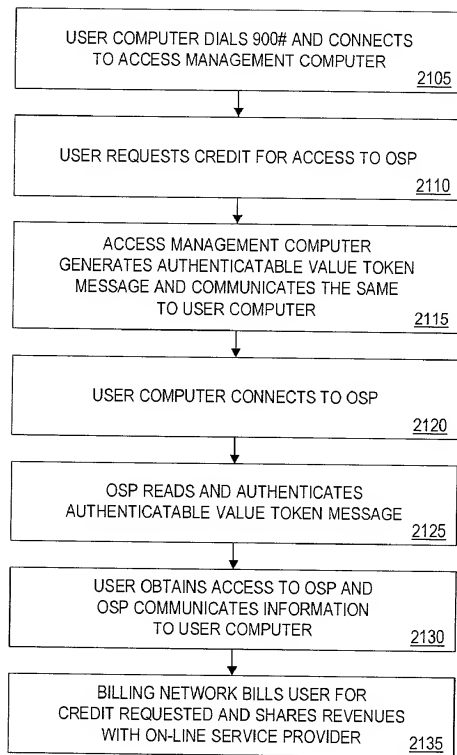 USER COMPUTER DIALS 900# AND CONNECTS
TO ACCESS MANAGEMENT COMPUTER
2105
USER REQUESTS CREDIT FOR ACCESS TO OSP
2110
ACCESS MANAGEMENT COMPUTER
GENERATES AUTHENTICATABLE VALUE TOKEN
MESSAGE AND COMMUNICATES THE SAME
TO USER COMPUTER
2115
USER COMPUTER CONNECTS TO OSP
2120
OSP READS AND AUTHENTICATES
AUTHENTICATABLE VALUE TOKEN MESSAGE
2125
USER OBTAINS ACCESS TO OSP AND
OSP COMMUNICATES INFORMATION
TO USER COMPUTER
2130
BILLING NETWORK BILLS USER FOR
CREDIT REQUESTED AND SHARES REVENUES
WITH ON-LINE SERVICE PROVIDER
2135